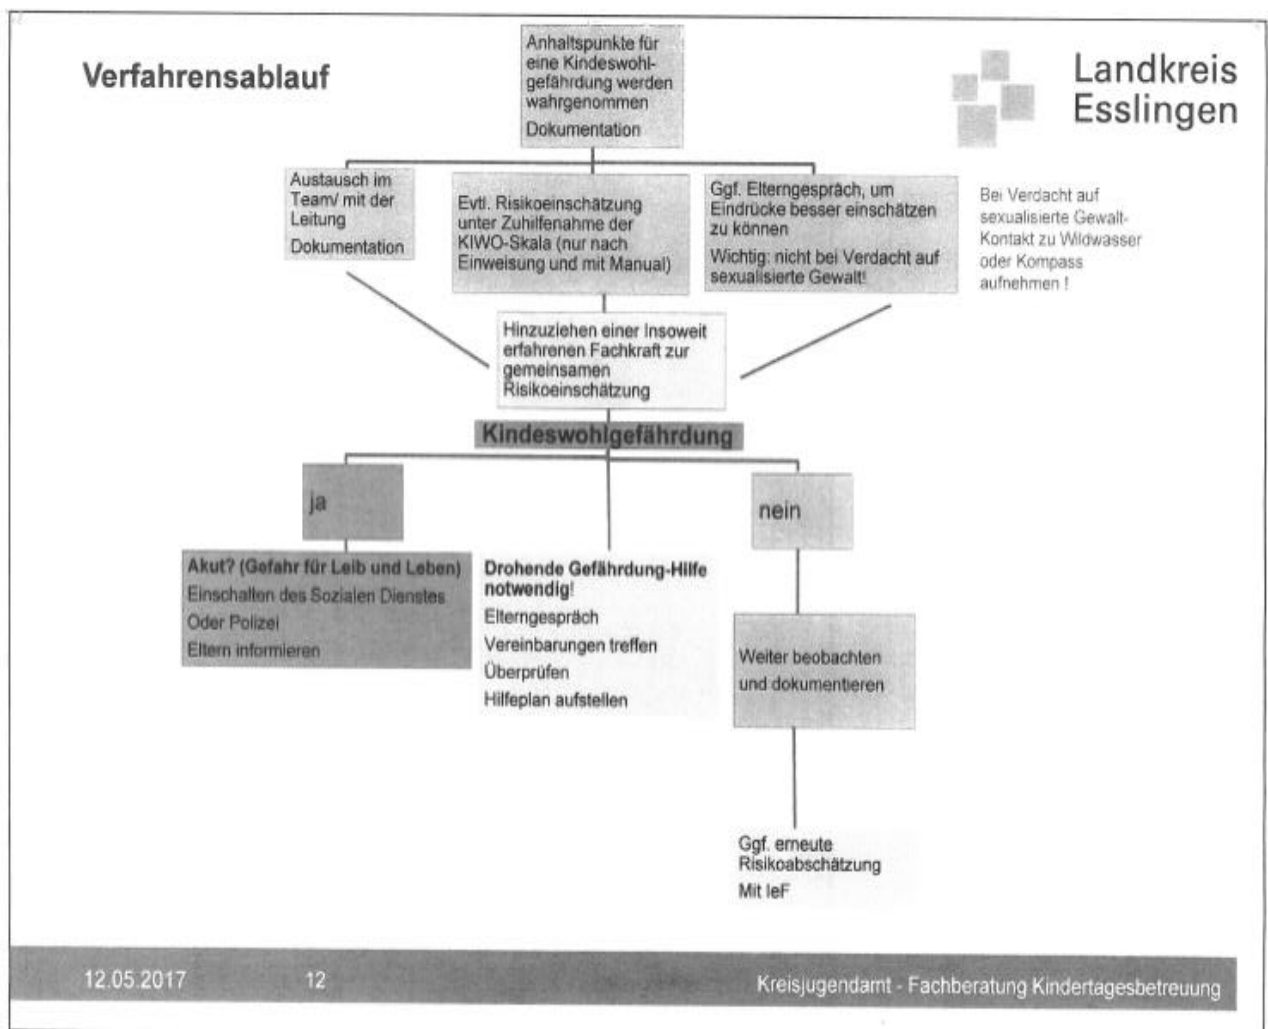 Verfahrensablauf
Landkreis
Esslingen
Anhaltspunkte für
eine Kindeswohl-
gefährdung werden
wahrgenommen
Dokumentation
Austausch im
Team/ mit der
Leitung
Dokumentation
Evtl. Risikoeinschätzung
unter Zuhilfenahme der
KIWO-Skala (nur nach
Einweisung und mit Manual)
Ggf. Elterngespräch, um
Eindrücke besser einschätzen
zu können
Wichtig: nicht bei Verdacht auf
sexualisierte Gewalt!
Bei Verdacht auf
sexualisierte Gewalt-
Kontakt zu Wildwasser
oder Kompass
aufnehmen !
Hinzuziehen einer Insoweit
erfahrenen Fachkraft zur
gemeinsamen
Risikoeinschätzung
Kindeswohlgefährdung
ja
nein
Akut? (Gefahr für Leib und Leben)
Einschalten des Sozialen Dienstes
Oder Polizei
Eltern informieren
Drohende Gefährdung-Hilfe
notwendig!
Elterngespräch
Vereinbarungen treffen
Überprüfen
Hilfeplan aufstellen
Weiter beobachten
und dokumentieren
Ggf. erneute
Risikoabschätzung
Mit IeF
12.05.2017
12
Kreisjugendamt - Fachberatung Kindertagesbetreuung